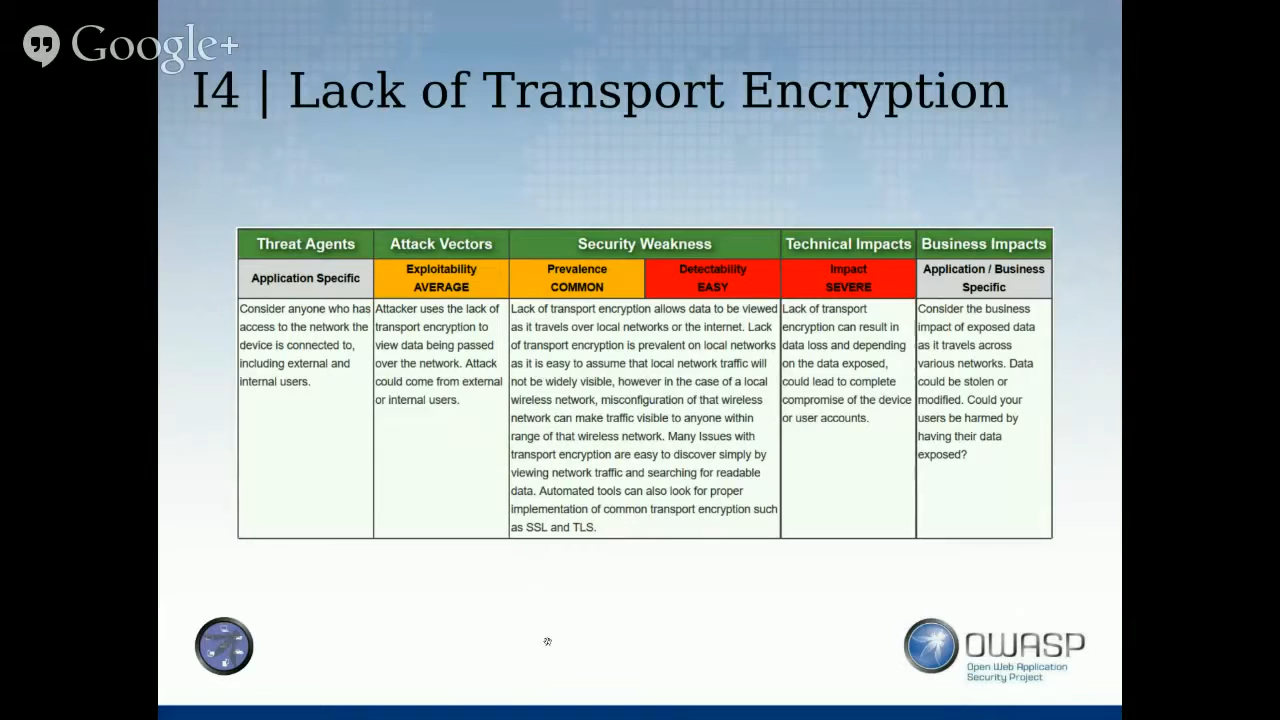 Google+
I4 | Lack of Transport Encryption
Threat Agents
Attack Vectors
Security Weakness
Technical Impacts
Business Impacts
Application Specific
Exploitability
AVERAGE
Prevalence
COMMON
Detectability
EASY
Impact
SEVERE
Application / Business
Specific
Consider anyone who has
access to the network the
device is connected to,
including external and
internal users.
Attacker uses the lack of
transport encryption to
view data being passed
over the network. Attack
could come from external
or internal users.
Lack of transport encryption allows data to be viewed
as it travels over local networks or the internet. Lack
of transport encryption is prevalent on local networks
as it is easy to assume that local network traffic will
not be widely visible, however in the case of a local
wireless network, misconfiguration of that wireless
network can make traffic visible to anyone within
range of that wireless network. Many Issues with
transport encryption are easy to discover simply by
viewing network traffic and searching for readable
data. Automated tools can also look for proper
implementation of common transport encryption such
as SSL and TLS.
Lack of transport
encryption can result in
data loss and depending
on the data exposed,
could lead to complete
compromise of the device
or user accounts.
Consider the business
impact of exposed data
as it travels across
various networks. Data
could be stolen or
modified. Could your
users be harmed by
having their data
exposed?
OWASP
Open Web Application
Security Project